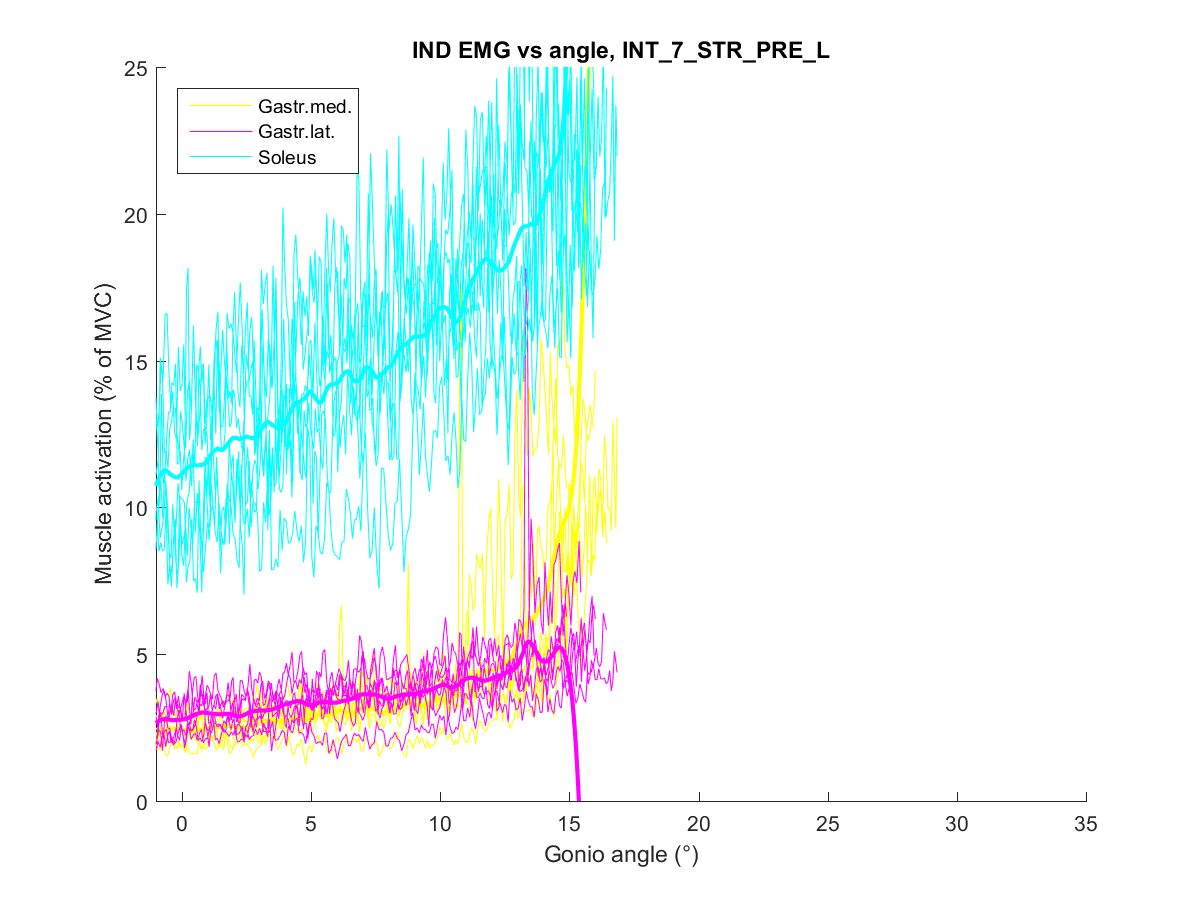 IND EMG vs angle, INT_7_STR_PRE_L
25
20
15
10
5
0
Gastr.med.
Gastr.lat.
Soleus
Muscle activation (% of MVC)
0 5 10 15 20 25 30 35
Gonio angle (°)